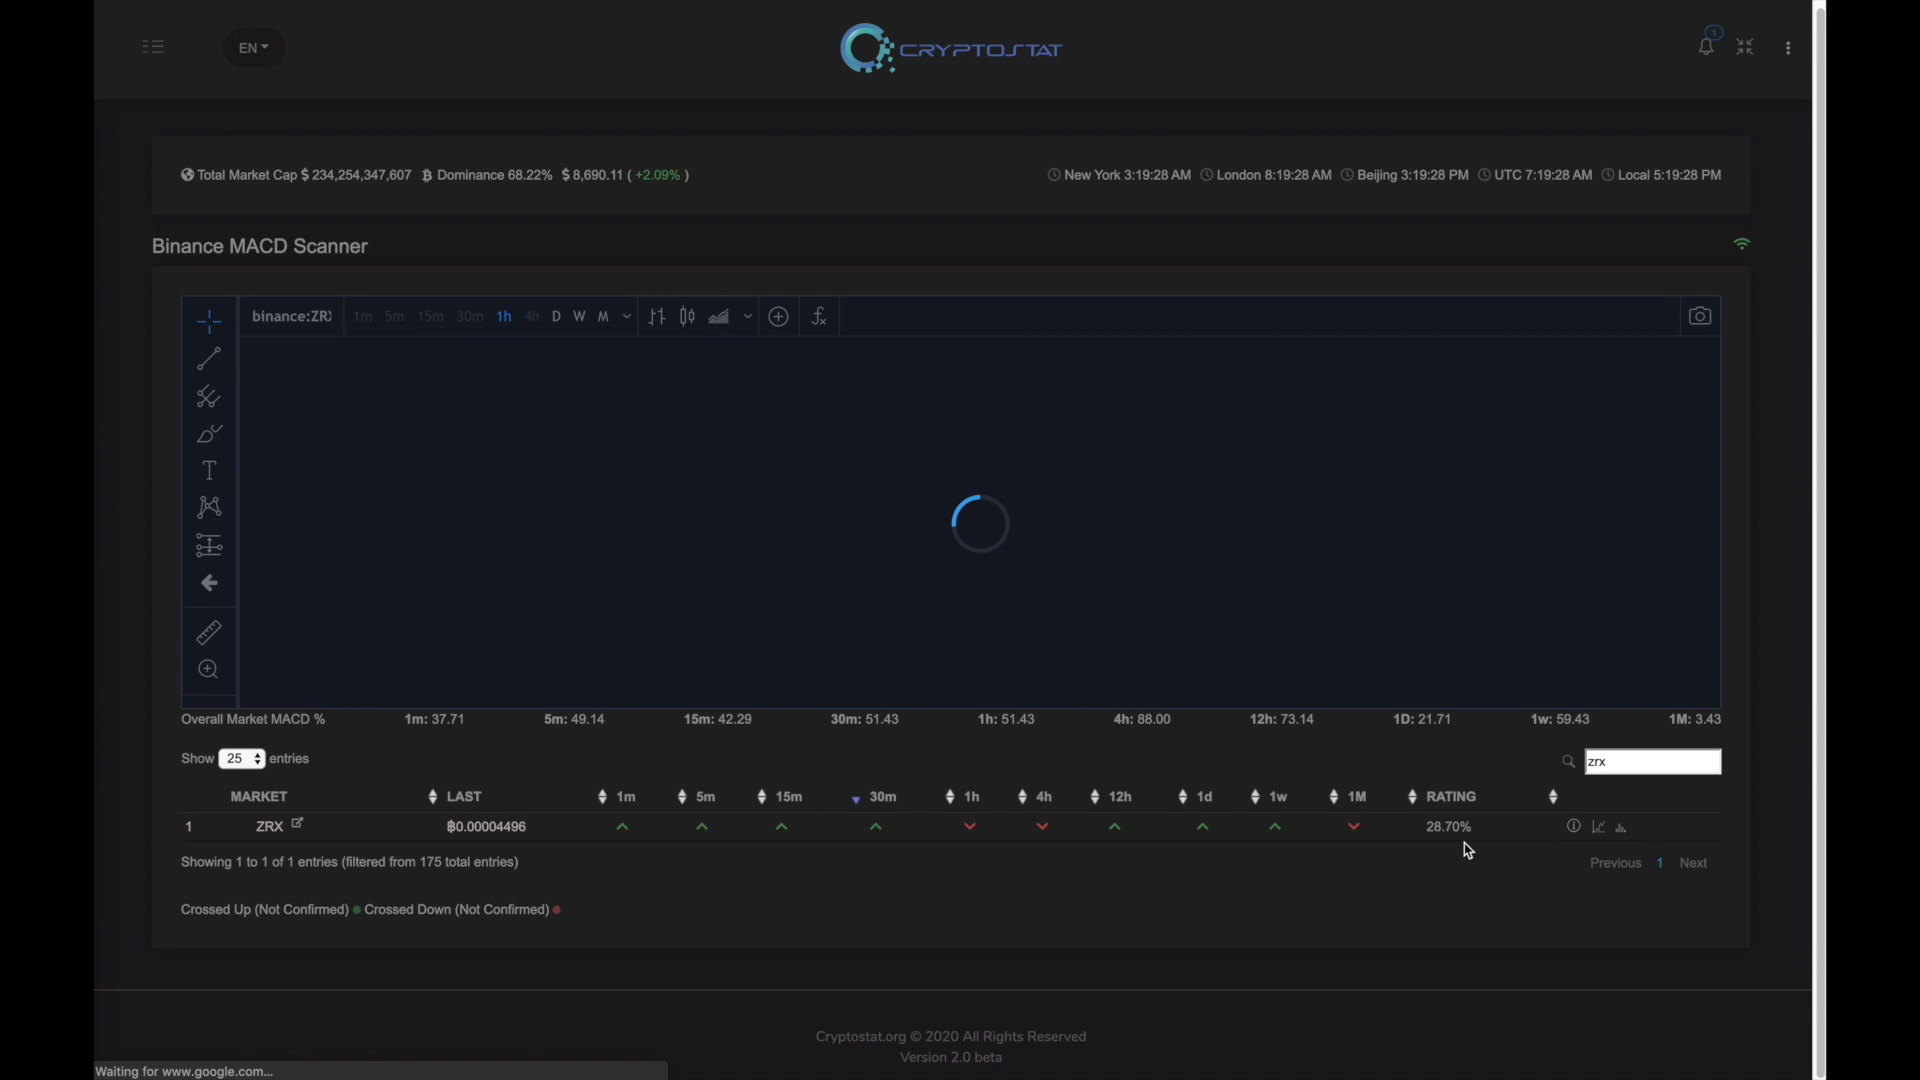 EN
CRYPTOSTAT
1
Total Market Cap $ 234,254,347,607 Dominance 68.22% $ 8,690.11 ( +2.09% )
New York 3:19:28 AM London 8:19:28 AM Beijing 3:19:28 PM UTC 7:19:28 AM Local 5:19:28 PM
Binance MACD Scanner
binance:ZR 1m 5m 15m 30m 1h 4h D W M
Overall Market MACD % 1m: 37.71 5m: 49.14 15m: 42.29 30m: 51.43 1h: 51.43 4h: 88.00 12h: 73.14 1D: 21.71 1w: 59.43 1M: 3.43
Show 25 entries
zrx
MARKET LAST 1m 5m 15m 30m 1h 4h 12h 1d 1w 1M RATING
1 ZRX ฿0.00004496 28.70%
Showing 1 to 1 of 1 entries (filtered from 175 total entries)
Previous 1 Next
Crossed Up (Not Confirmed) Crossed Down (Not Confirmed)
Cryptostat.org © 2020 All Rights Reserved
Version 2.0 beta
Waiting for www.google.com...